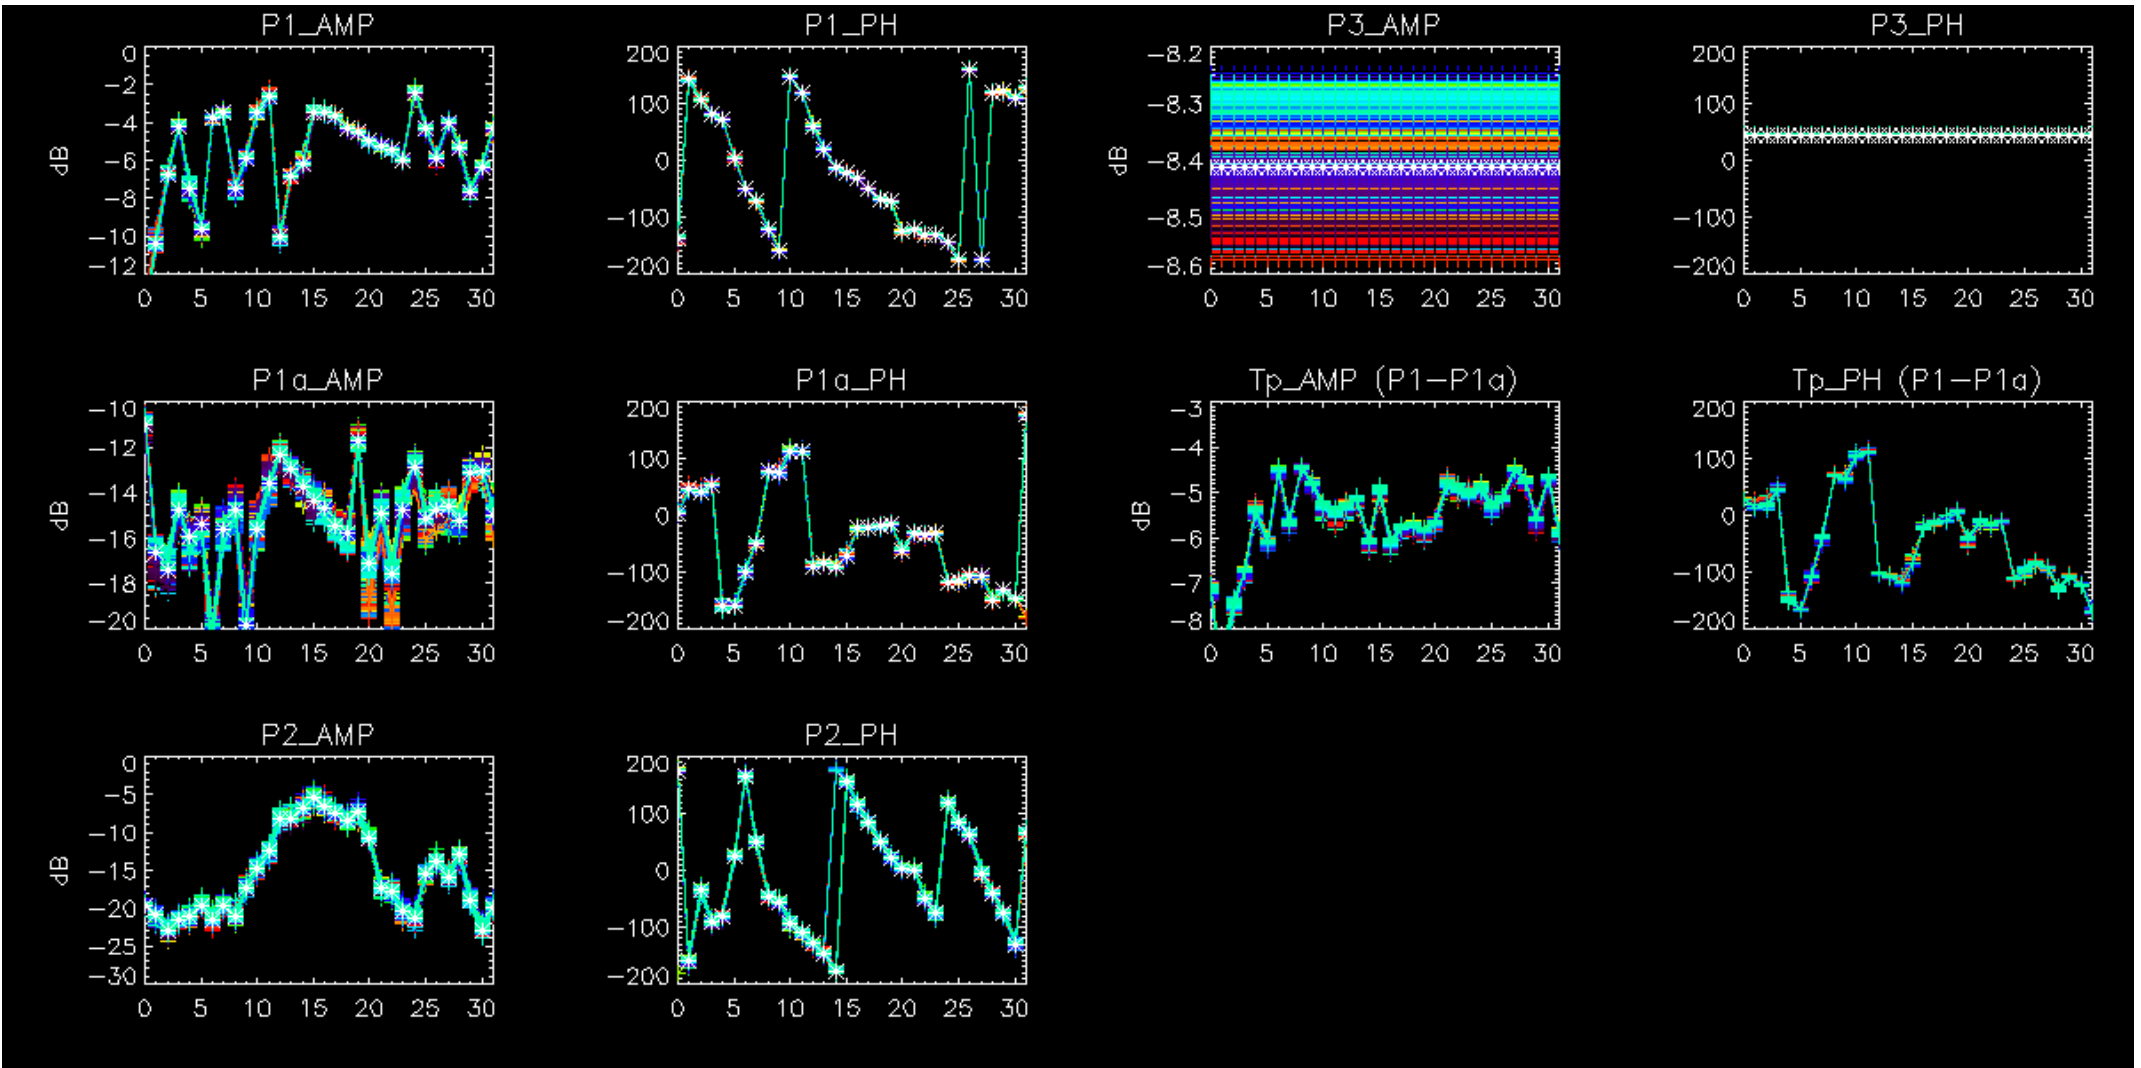 P1_AMP
0
−2
−4
−6
−8
−10
−12
dB
0 5 10 15 20 25 30
P1_PH
200
100
0
−100
−200
0 5 10 15 20 25 30
P3_AMP
−8.2
−8.3
−8.4
−8.5
−8.6
dB
0 5 10 15 20 25 30
P3_PH
200
100
0
−100
−200
0 5 10 15 20 25 30
P1a_AMP
−10
−12
−14
−16
−18
−20
dB
0 5 10 15 20 25 30
P1a_PH
200
100
0
−100
−200
0 5 10 15 20 25 30
Tp_AMP (P1−P1a)
−3
−4
−5
−6
−7
−8
dB
0 5 10 15 20 25 30
Tp_PH (P1−P1a)
200
100
0
−100
−200
0 5 10 15 20 25 30
P2_AMP
0
−5
−10
−15
−20
−25
−30
dB
0 5 10 15 20 25 30
P2_PH
200
100
0
−100
−200
0 5 10 15 20 25 30